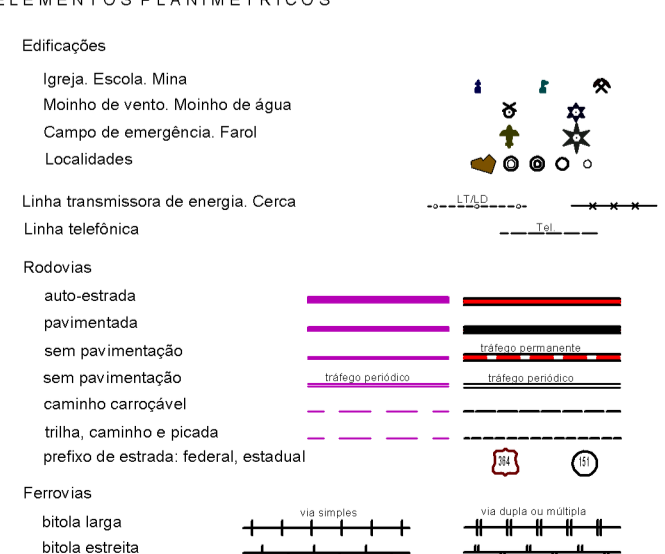 ELEMENTOS PLANIMÉTRICOS
Edificações
Igreja. Escola. Mina
Moinho de vento. Moinho de água
Campo de emergência. Farol
Localidades
Linha transmissora de energia. Cerca LT/LD
Linha telefônica Tel.
Rodovias
auto-estrada
pavimentada
sem pavimentação tráfego permanente
sem pavimentação tráfego periódico tráfego periódico
caminho carroçável
trilha, caminho e picada
prefixo de estrada: federal, estadual 364 151
Ferrovias
bitola larga via simples via dupla ou múltipla
bitola estreita